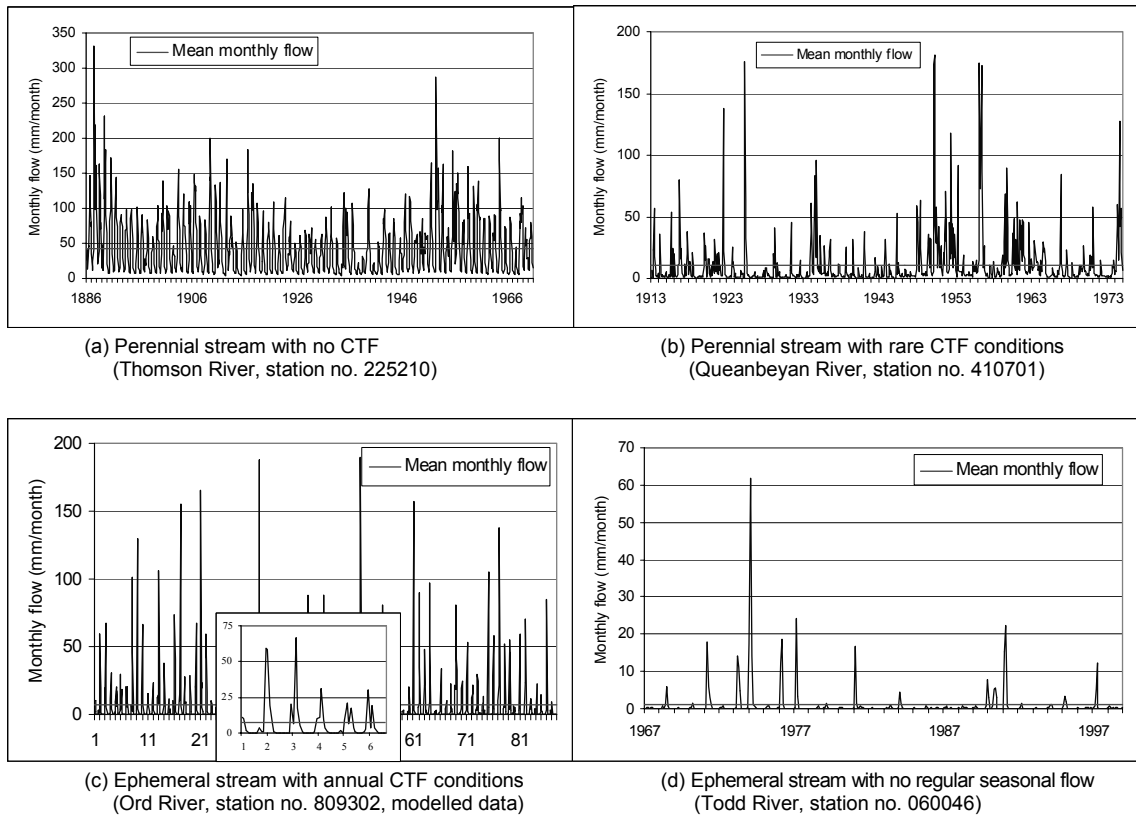 350
300
250
200
150
100
50
0
Monthly flow (mm/month)
Mean monthly flow
1886 1906 1926 1946 1966
(a) Perennial stream with no CTF
(Thomson River, station no. 225210)
200
150
100
50
0
Monthly flow (mm/month)
Mean monthly flow
1913 1923 1933 1943 1953 1963 1973
(b) Perennial stream with rare CTF conditions
(Queanbeyan River, station no. 410701)
200
150
100
50
0
Monthly flow (mm/month)
Mean monthly flow
1 11 21 61 71 81
75
50
25
0
1 2 3 4 5 6
(c) Ephemeral stream with annual CTF conditions
(Ord River, station no. 809302, modelled data)
70
60
50
40
30
20
10
0
Monthly flow (mm/month)
Mean monthly flow
1967 1977 1987 1997
(d) Ephemeral stream with no regular seasonal flow
(Todd River, station no. 060046)